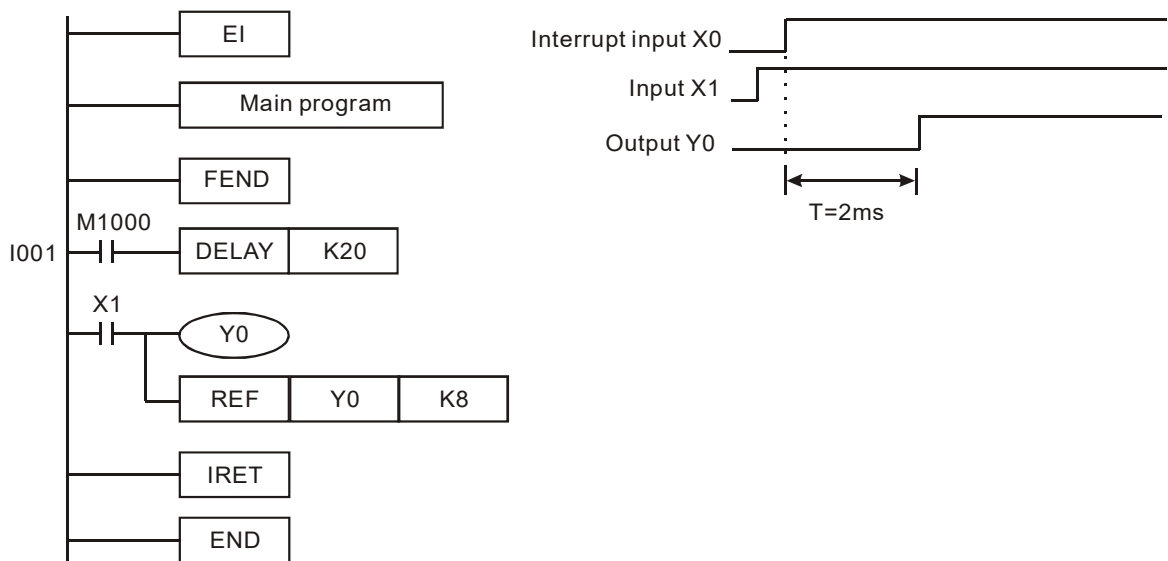 EI
Main program
FEND
M1000
I001
DELAY K20
X1
Y0
REF Y0 K8
IRET
END
Interrupt input X0
Input X1
Output Y0
T=2ms